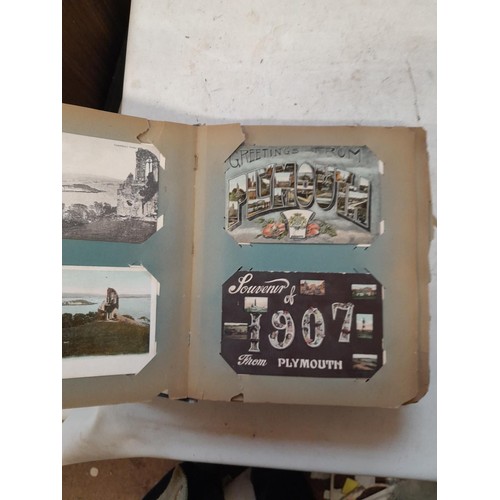 GREETINGS FROM
PLYMOUTH
Souvenir of
1907
From PLYMOUTH